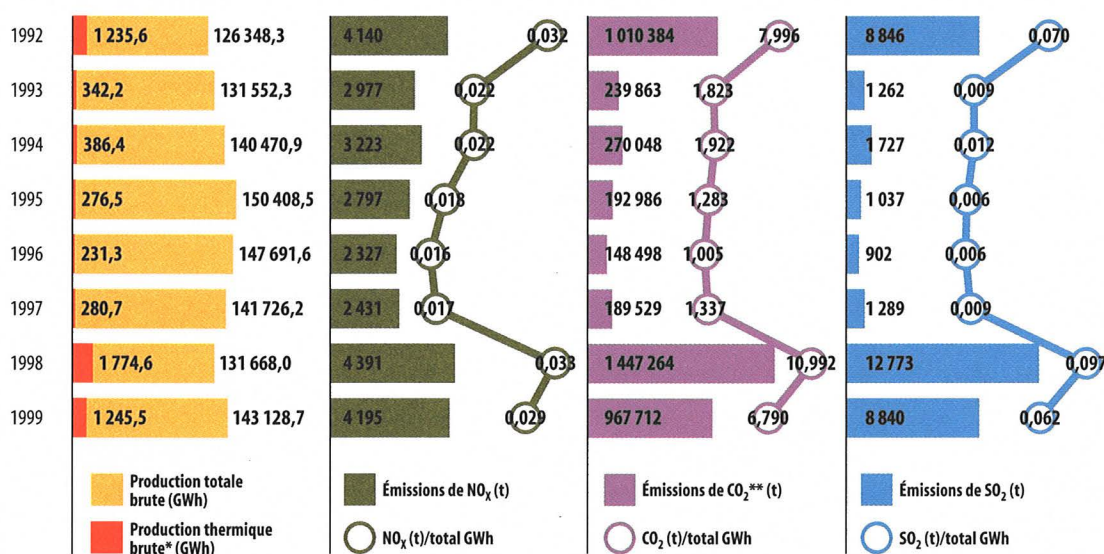 1992 1 235,6 126 348,3 4 140 0,032 1 010 384 7,996 8 846 0,070
1993 342,2 131 552,3 2 977 0,022 239 863 1,823 1 262 0,009
1994 386,4 140 470,9 3 223 0,022 270 048 1,922 1 727 0,012
1995 276,5 150 408,5 2 797 0,018 192 986 1,283 1 037 0,006
1996 231,3 147 691,6 2 327 0,016 148 498 1,005 902 0,006
1997 280,7 141 726,2 2 431 0,017 189 529 1,337 1 289 0,009
1998 1 774,6 131 668,0 4 391 0,033 1 447 264 10,992 12 773 0,097
1999 1 245,5 143 128,7 4 195 0,029 967 712 6,790 8 840 0,062
Production totale
brute (GWh)
Production thermique
brute* (GWh)
Émissions de NOX (t)
NOX (t)/total GWh
Émissions de CO2** (t)
CO2 (t)/total GWh
Émissions de SO2 (t)
SO2 (t)/total GWh